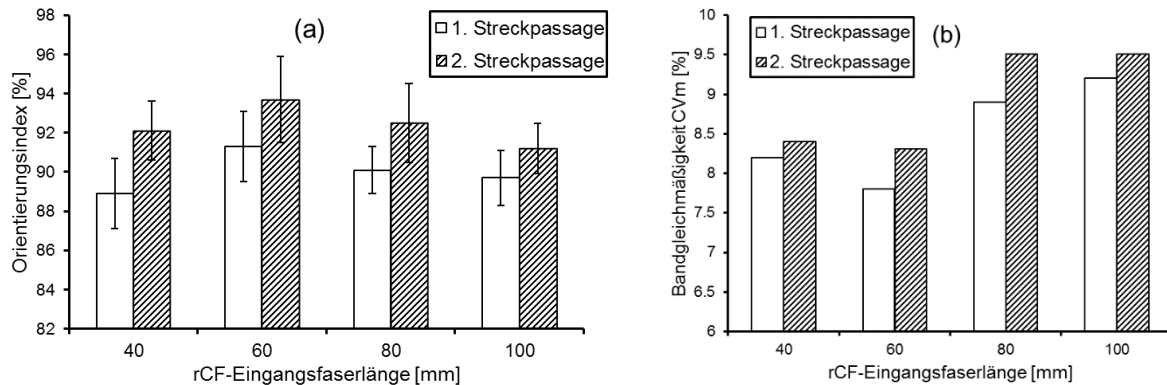 98
96
94
92
90
88
86
84
82
Orientierungsindex [%]
(a)
1. Streckpassage
2. Streckpassage
40 60 80 100
rCF-Eingangsfaserlänge [mm]
10
9.5
9
8.5
8
7.5
7
6.5
6
Bandgleichmäßigkeit CVm [%]
1. Streckpassage
2. Streckpassage
(b)
40 60 80 100
rCF-Eingangsfaserlänge [mm]